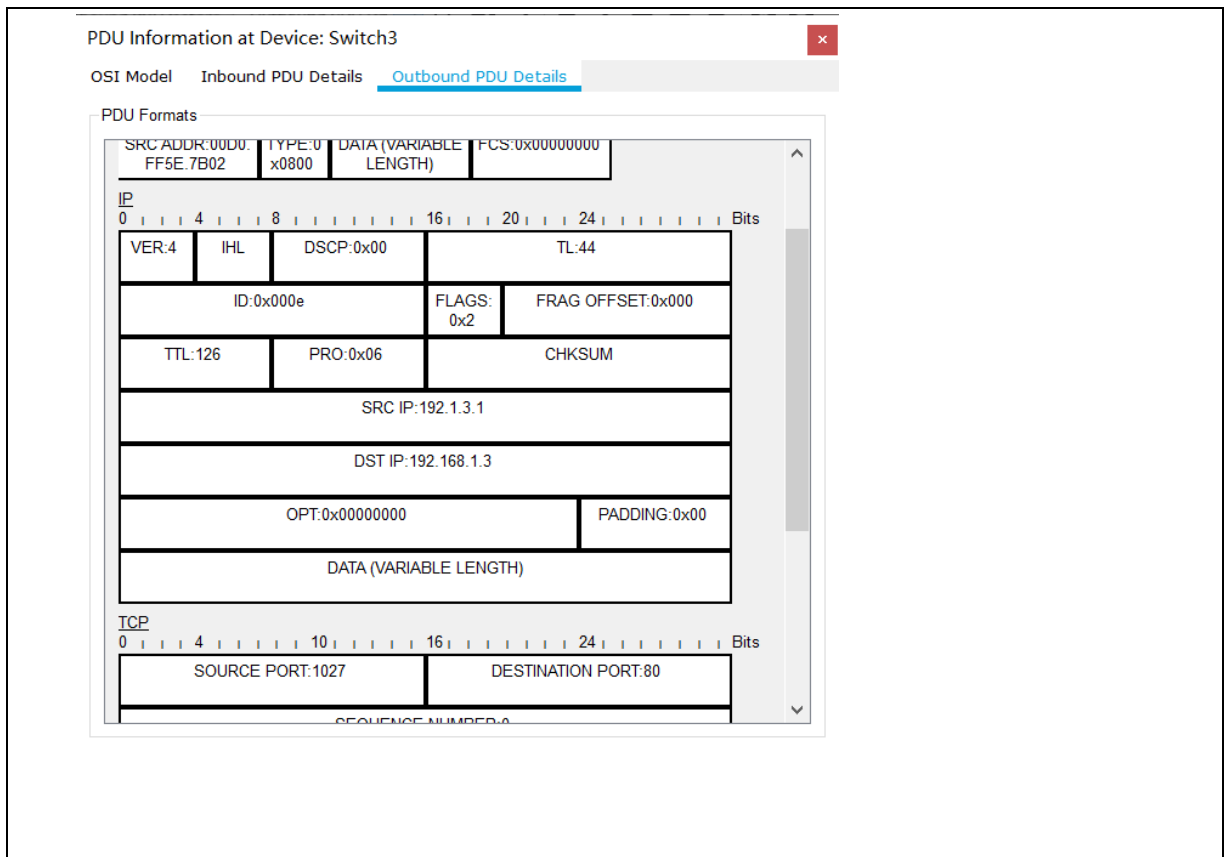 PDU Information at Device: Switch3
OSI Model Inbound PDU Details Outbound PDU Details
PDU Formats
SRC ADDR:00D0. TYPE:0 DATA (VARIABLE FCS:0x00000000
FF5E.7B02 x0800 LENGTH)
IP
0 4 8 16 20 24 Bits
VER:4 IHL DSCP:0x00 TL:44
ID:0x000e FLAGS: FRAG OFFSET:0x000
0x2
TTL:126 PRO:0x06 CHKSUM
SRC IP:192.1.3.1
DST IP:192.168.1.3
OPT:0x00000000 PADDING:0x00
DATA (VARIABLE LENGTH)
TCP
0 4 10 16 24 Bits
SOURCE PORT:1027 DESTINATION PORT:80
SEQUENCE NUMBER:0